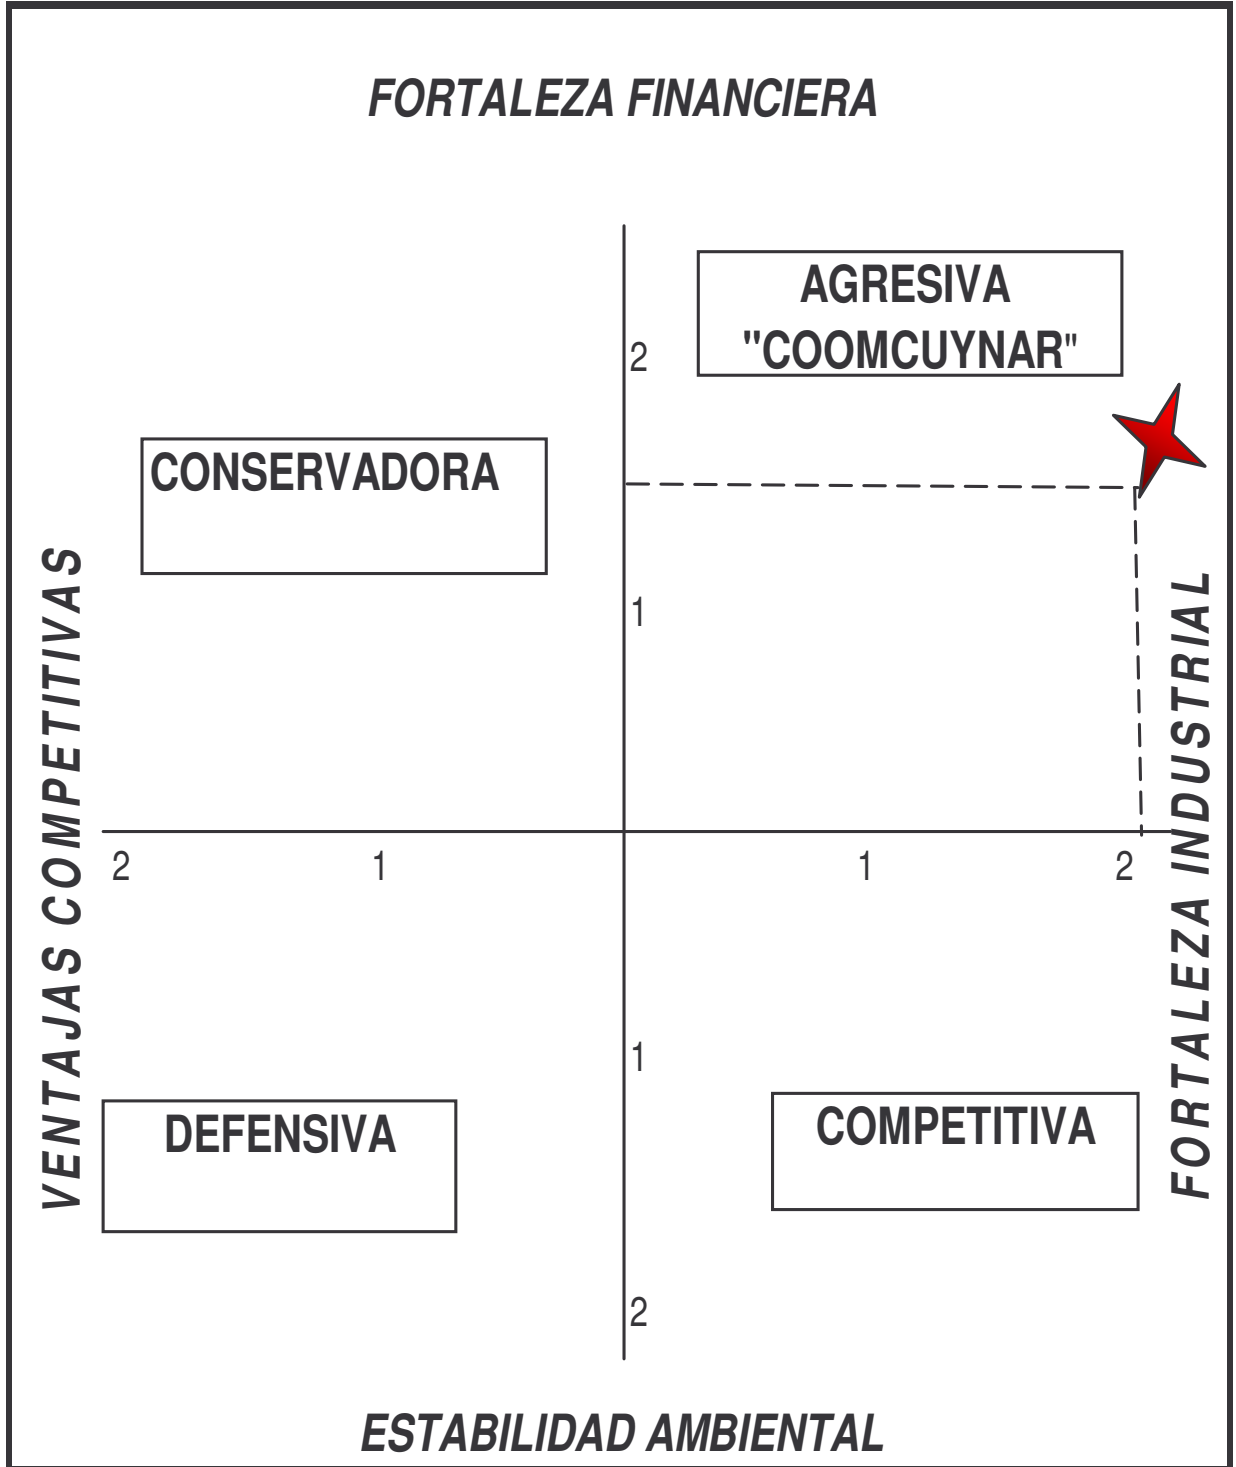 FORTALEZA FINANCIERA
AGRESIVA
"COOMCUYNAR"
2
CONSERVADORA
1
VENTAJAS COMPETITIVAS
FORTALEZA INDUSTRIAL
2
1
1
2
1
DEFENSIVA
COMPETITIVA
2
ESTABILIDAD AMBIENTAL